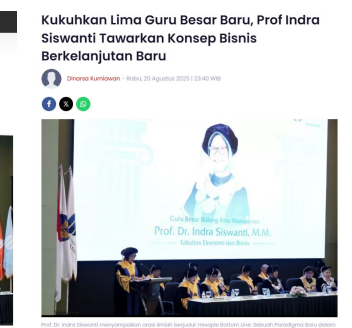 Kukuhkan Lima Guru Besar Baru, Prof Indra
Siswanti Tawarkan Konsep Bisnis
Berkelanjutan Baru
Dinarsa Kurniawan - Rabu, 20 Agustus 2025 | 23:40 WIB
Guru Besar Bidang Ilmu Manajemen
Prof. Dr. Indra Siswanti, M.M.
Fakultas Ekonomi dan Bisnis
Prof. Dr. Indra Siswanti menyampaikan orasi ilmiah berjudul Hexople Bottom Line: Sebuah Paradigma Baru dalam